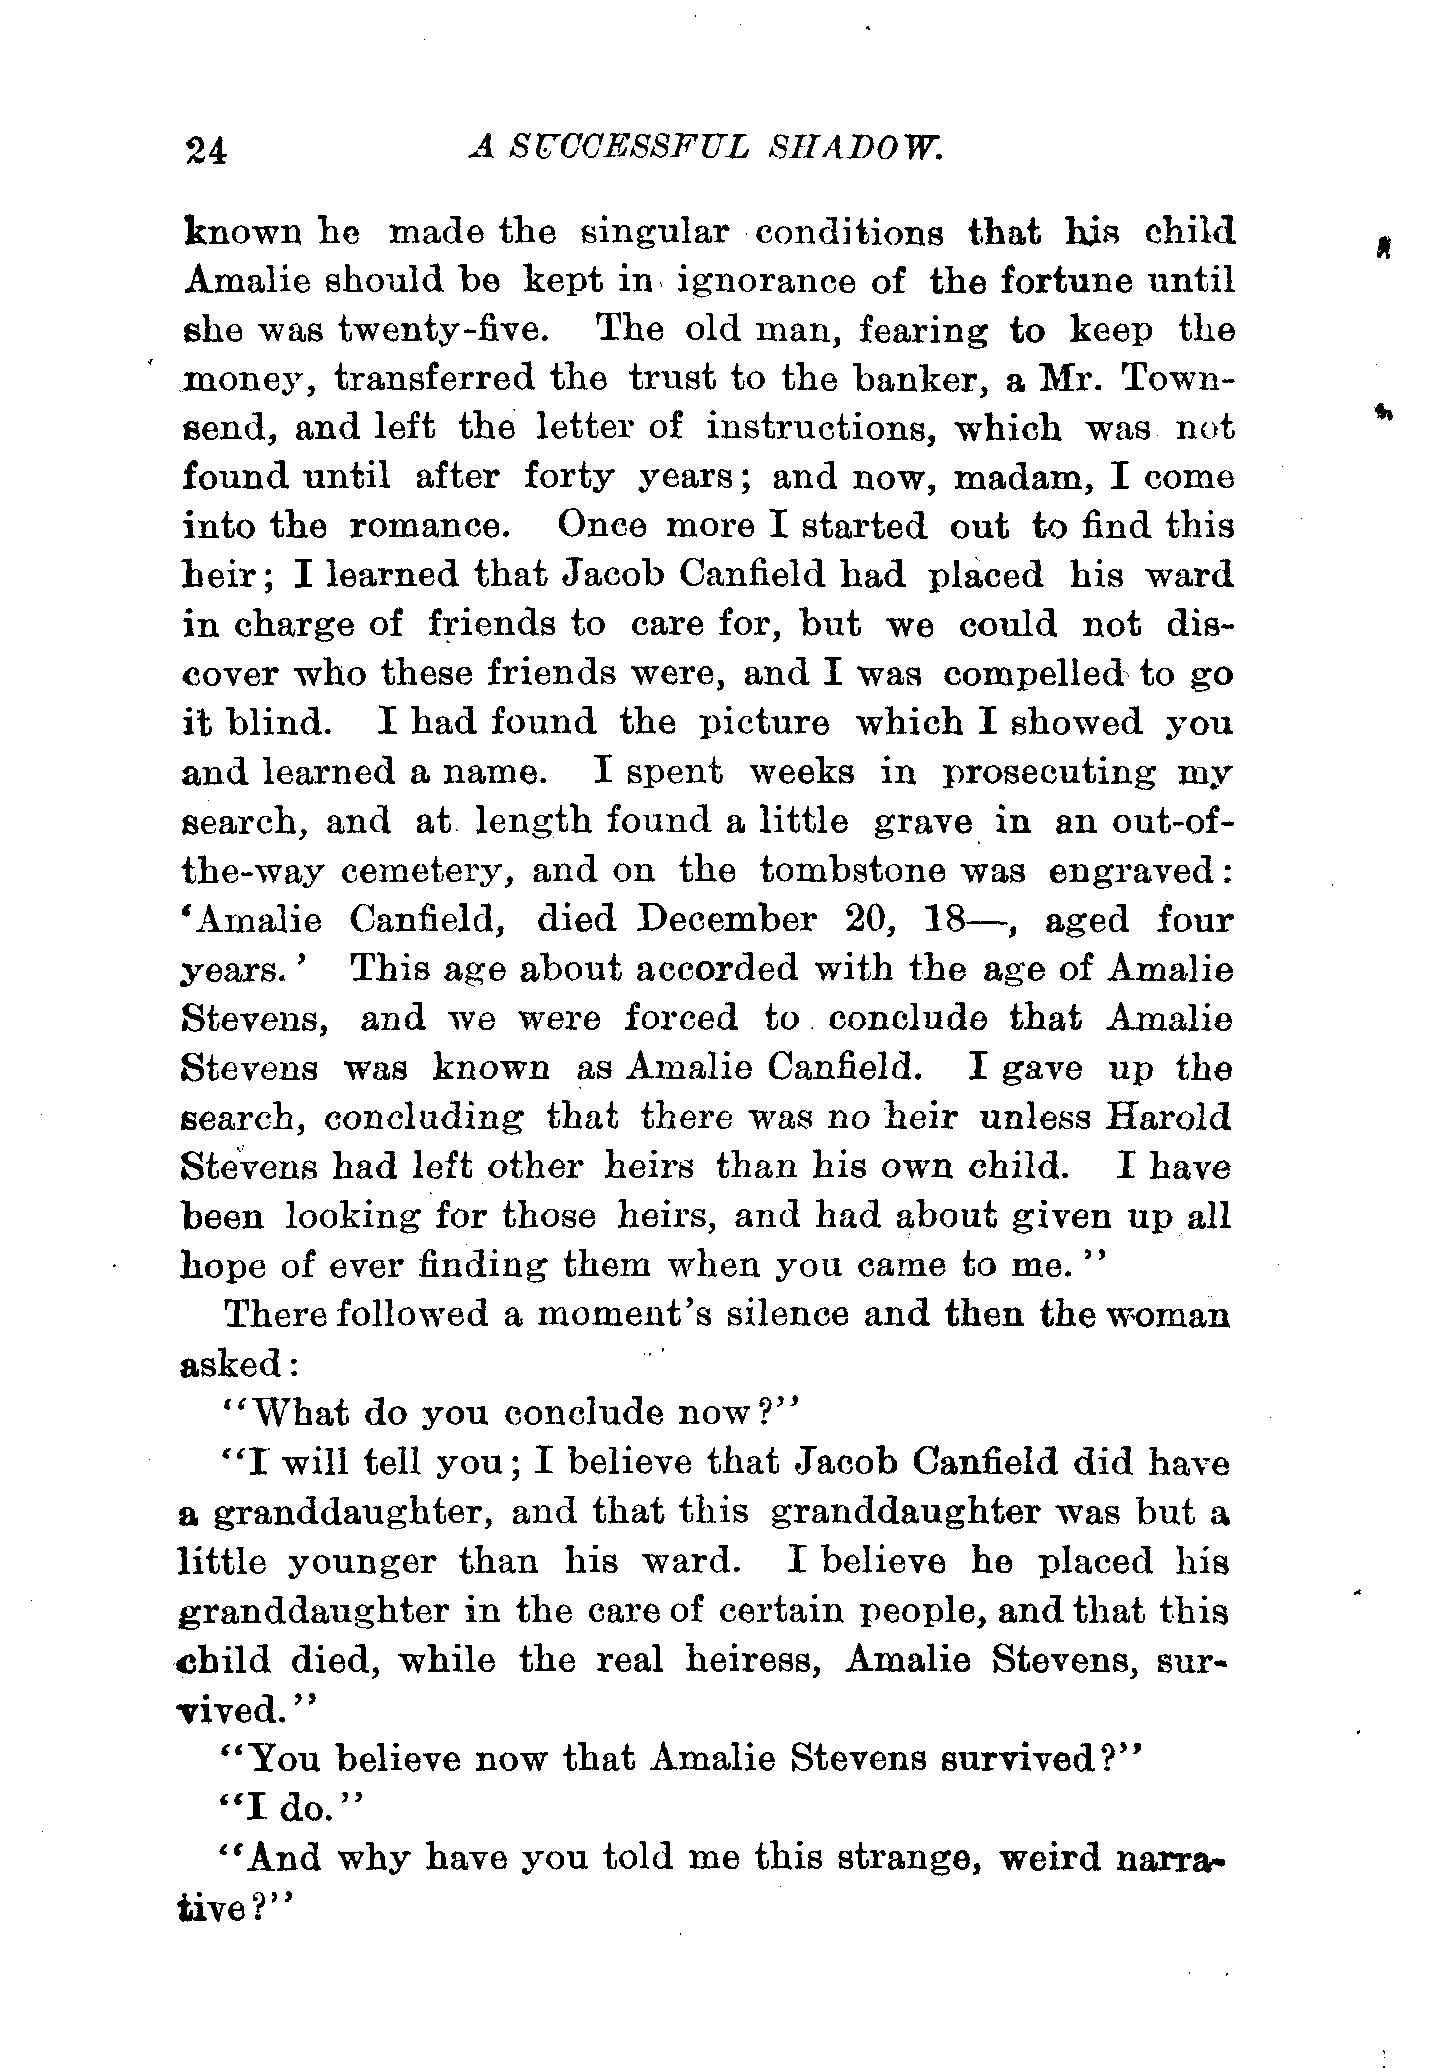 24 A SUCCESSFUL SHADOW.
known he made the singular conditions that his child
Amalie should be kept in ignorance of the fortune until
she was twenty-five. The old man, fearing to keep the
money, transferred the trust to the banker, a Mr. Town-
send, and left the letter of instructions, which was not
found until after forty years; and now, madam, I come
into the romance. Once more I started out to find this
heir; I learned that Jacob Canfield had placed his ward
in charge of friends to care for, but we could not dis-
cover who these friends were, and I was compelled to go
it blind. I had found the picture which I showed you
and learned a name. I spent weeks in prosecuting my
search, and at length found a little grave in an out-of-
the-way cemetery, and on the tombstone was engraved:
‘Amalie Canfield, died December 20, 18—, aged four
years.’ This age about accorded with the age of Amalie
Stevens, and we were forced to conclude that Amalie
Stevens was known as Amalie Canfield. I gave up the
search, concluding that there was no heir unless Harold
Stevens had left other heirs than his own child. I have
been looking for those heirs, and had about given up all
hope of ever finding them when you came to me.”
There followed a moment’s silence and then the woman
asked:
“What do you conclude now?”
“I will tell you; I believe that Jacob Canfield did have
a granddaughter, and that this granddaughter was but a
little younger than his ward. I believe he placed his
granddaughter in the care of certain people, and that this
child died, while the real heiress, Amalie Stevens, sur-
vived.”
“You believe now that Amalie Stevens survived?”
“I do.”
“And why have you told me this strange, weird narra-
tive?”